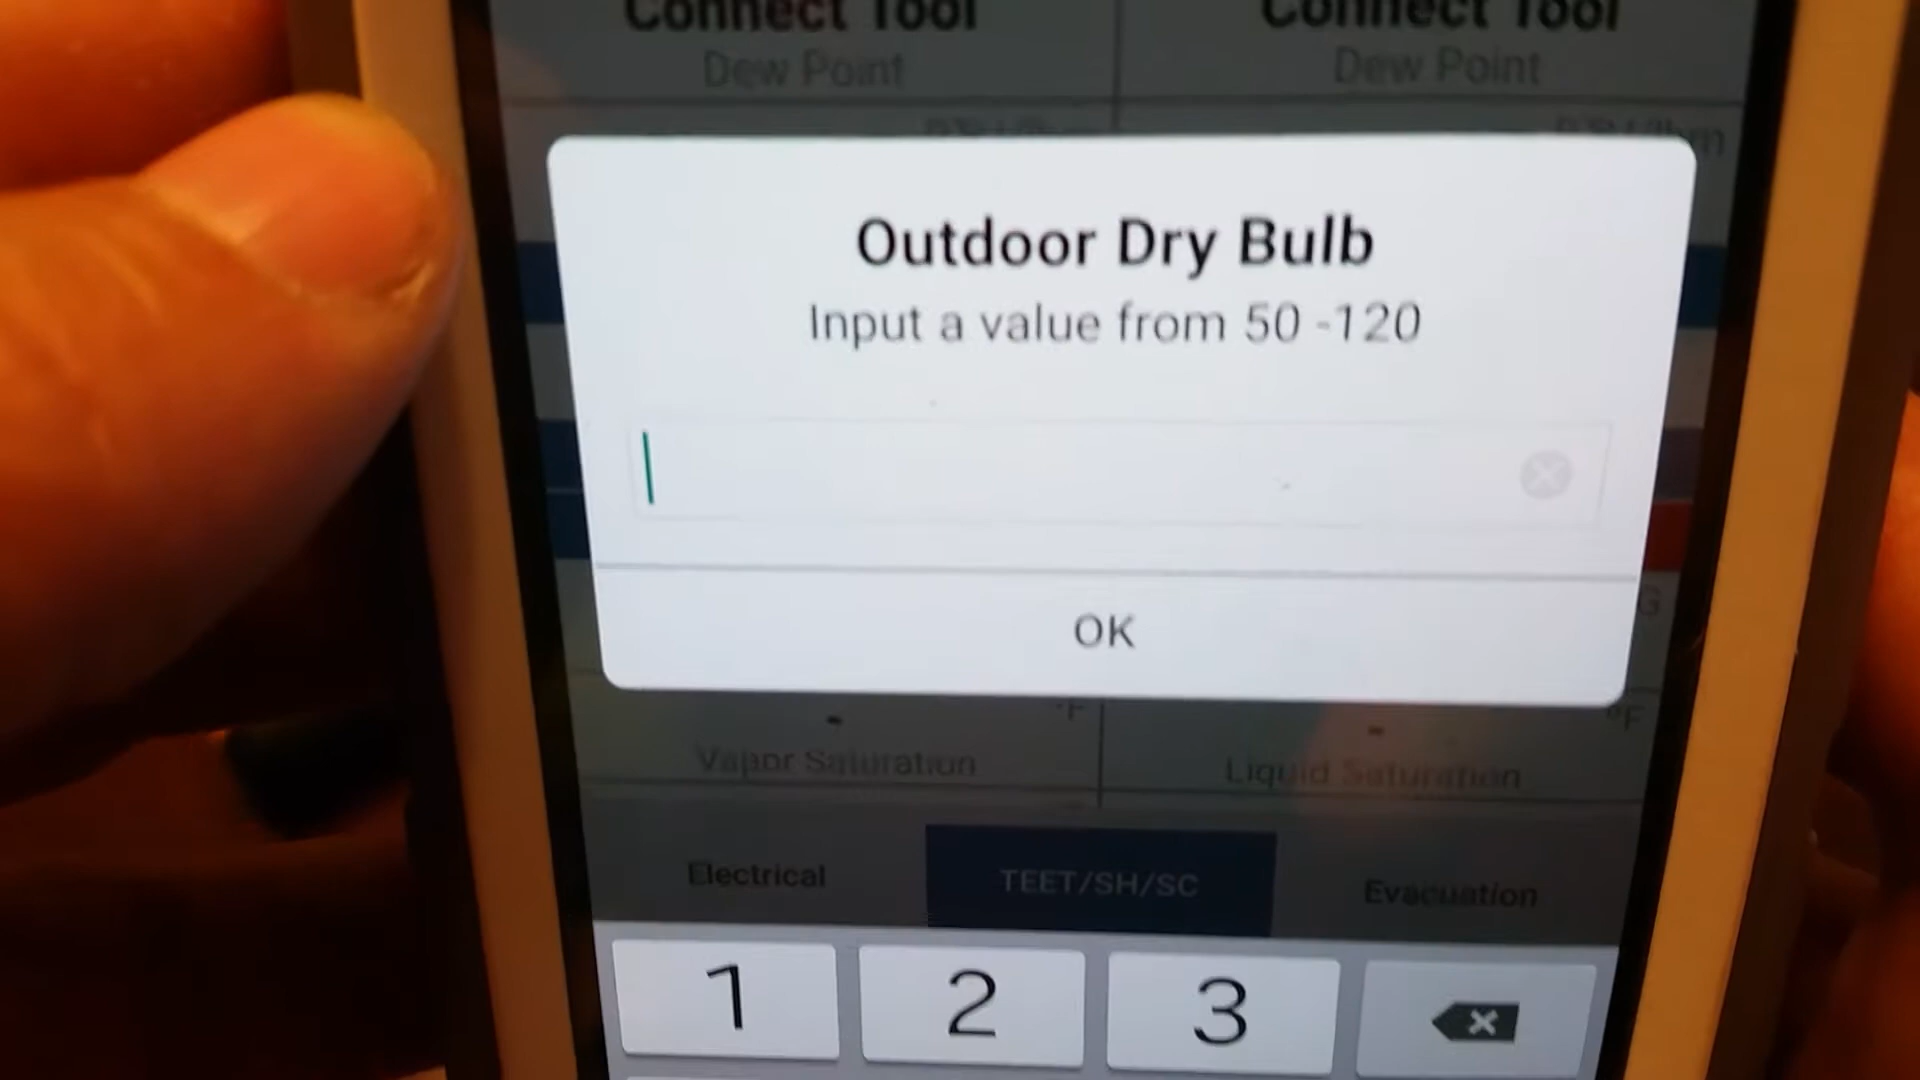 Connect Tool Connect Tool
Dew Point Dew Point
Outdoor Dry Bulb
Input a value from 50 -120
OK
G
- °F - °F
Vapor Saturation Liquid Saturation
Electrical TEET/SH/SC Evacuation
1 2 3